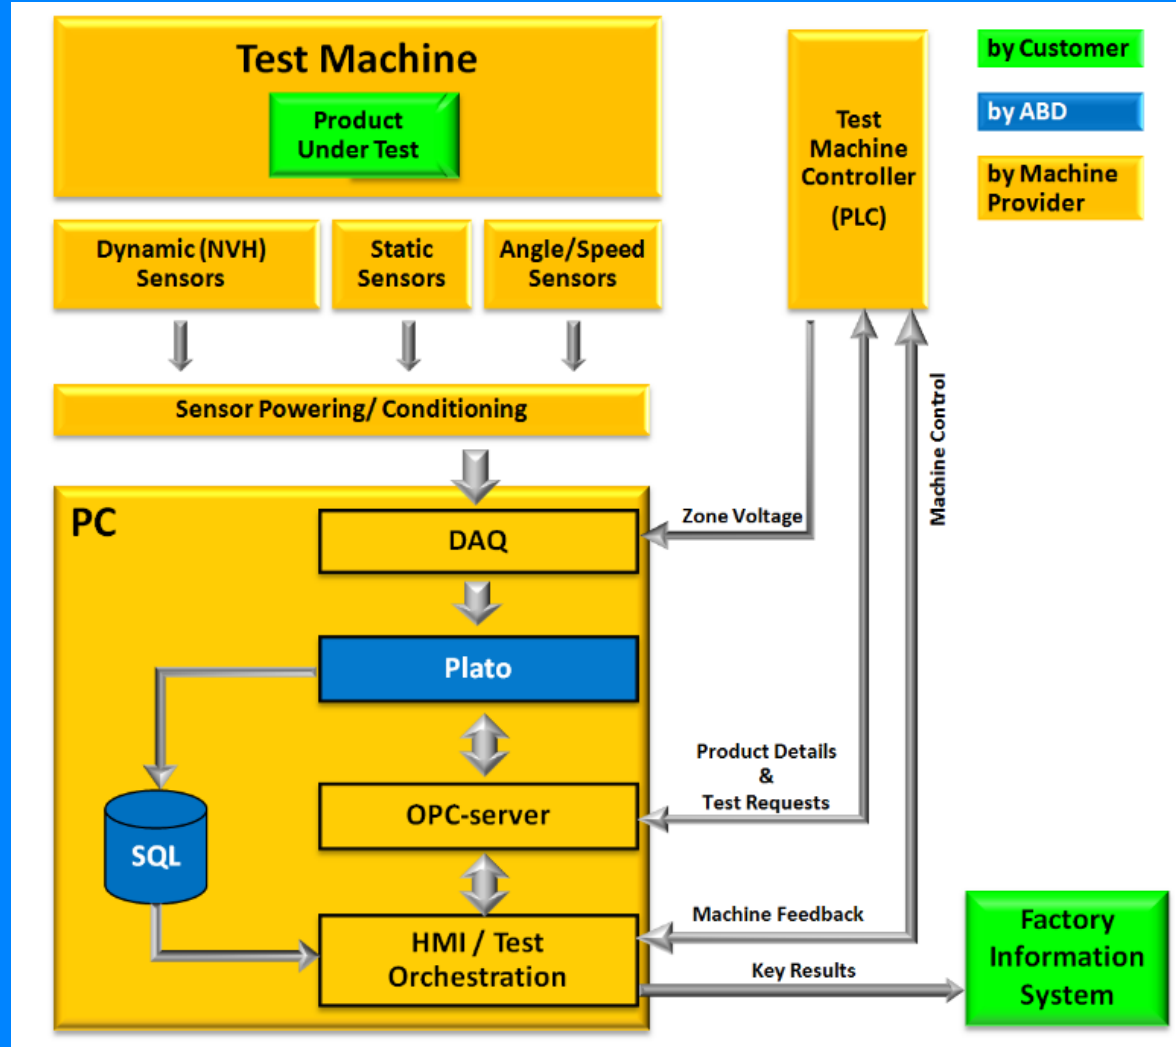 Test Machine
Product
Under Test
Test
Machine
Controller
(PLC)
by Customer
by ABD
by Machine
Provider
Dynamic (NVH)
Sensors
Static
Sensors
Angle/Speed
Sensors
Sensor Powering/ Conditioning
Machine Control
PC
DAQ
Zone Voltage
Plato
Product Details
&
Test Requests
OPC-server
SQL
HMI / Test
Orchestration
Machine Feedback
Key Results
Factory
Information
System